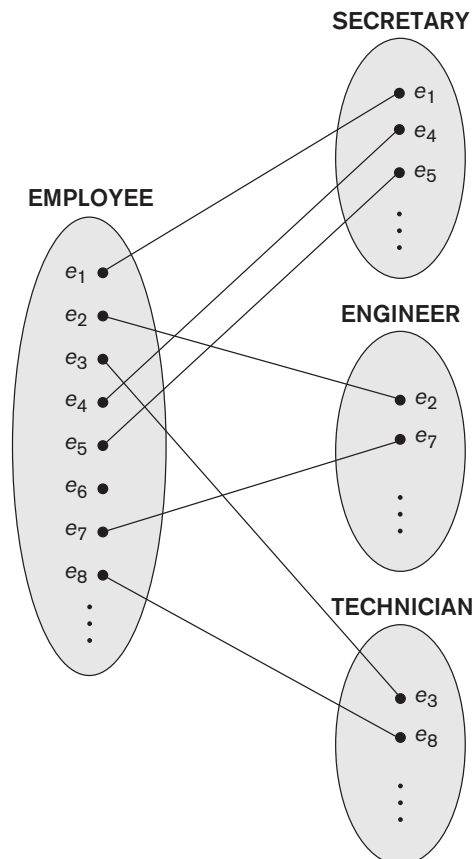 SECRETARY
e1
e4
e5
EMPLOYEE
e1
e2
e3
e4
e5
e6
e7
e8
ENGINEER
e2
e7
TECHNICIAN
e3
e8